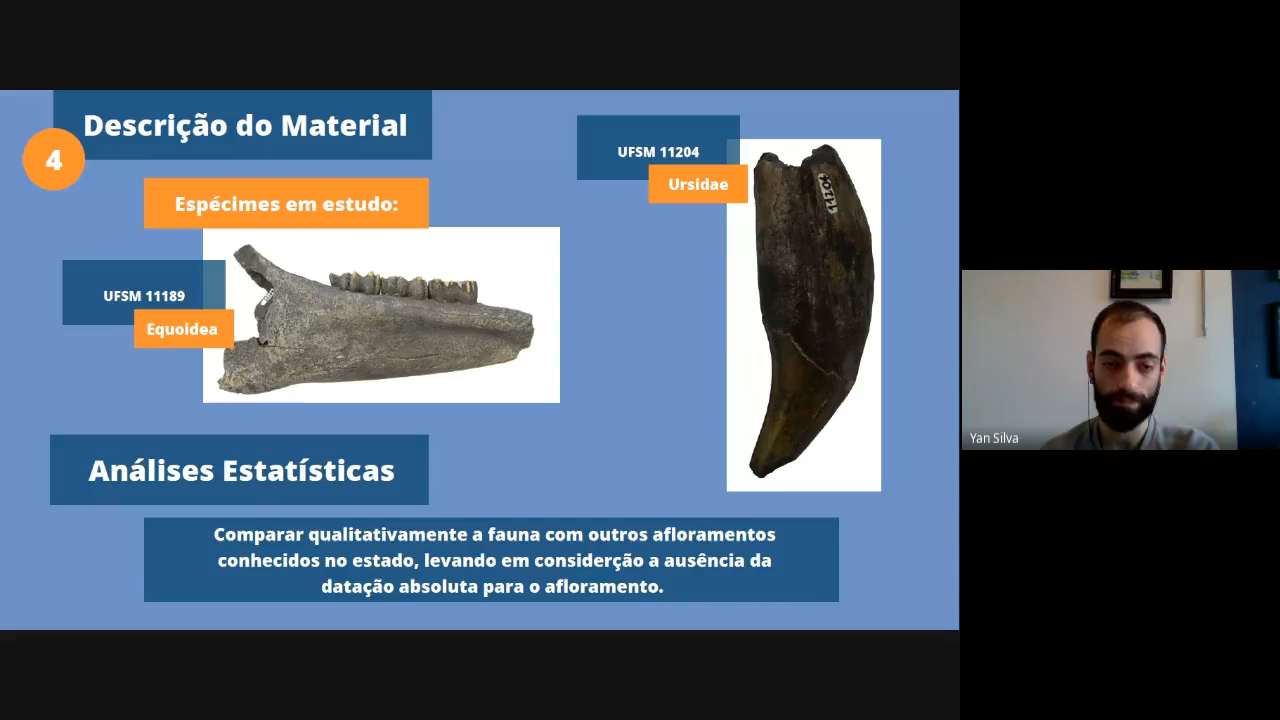 Descrição do Material
4
Espécimes em estudo:
UFSM 11189
Equoidea
UFSM 11204
Ursidae
11204
Análises Estatísticas
Comparar qualitativamente a fauna com outros afloramentos
conhecidos no estado, levando em considerção a ausência da
datação absoluta para o afloramento.
Yan Silva